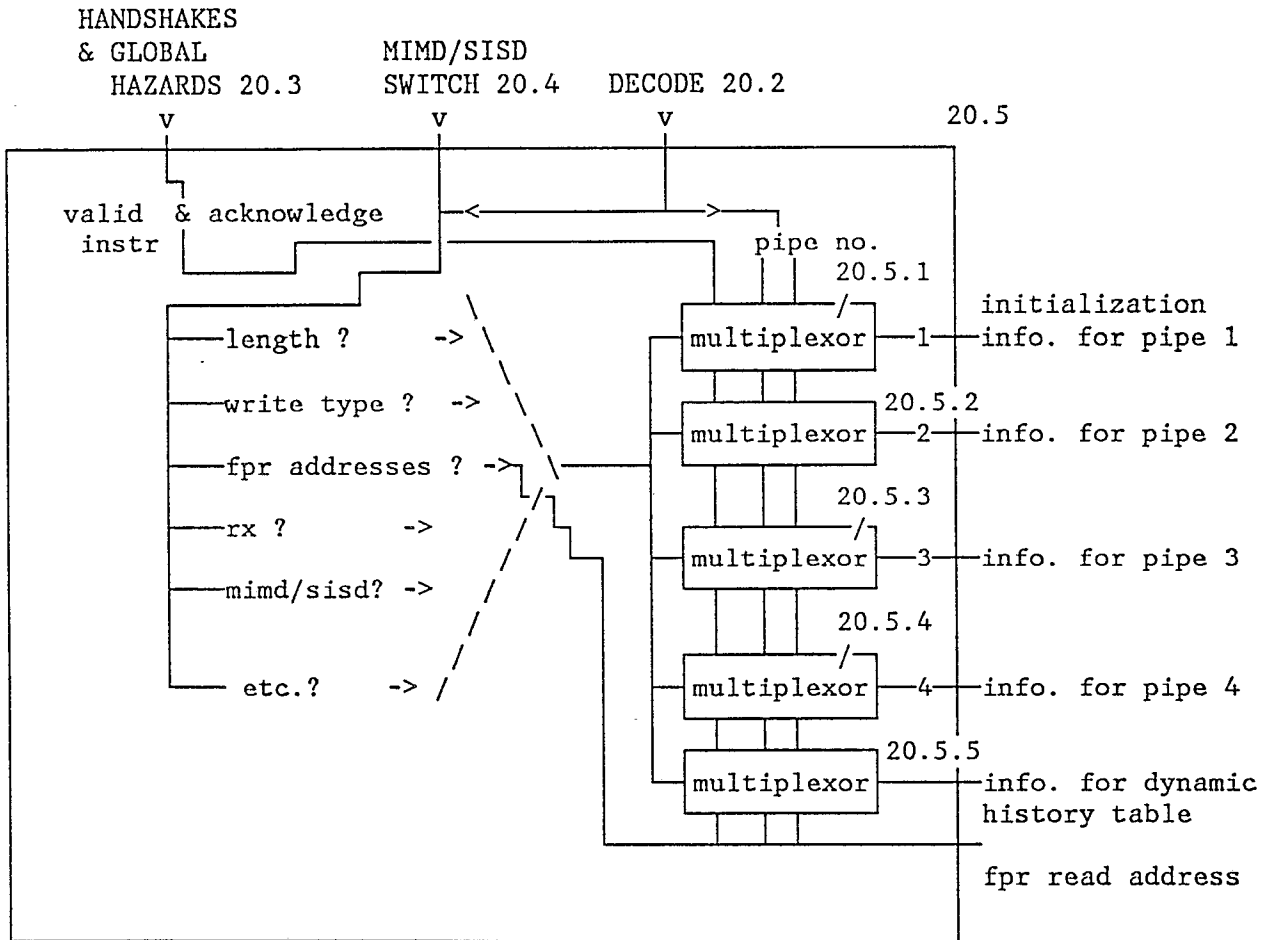 HANDSHAKES
& GLOBAL MIMD/SISD
HAZARDS 20.3 SWITCH 20.4 DECODE 20.2
v v v 20.5
valid & acknowledge < >
instr
pipe no.
20.5.1
initialization
length ? -> multiplexor 1 info. for pipe 1
20.5.2
write type ? ->
multiplexor 2 info. for pipe 2
fpr addresses ? ->
20.5.3
rx ? ->
multiplexor 3 info. for pipe 3
mimd/sisd? ->
20.5.4
etc.? -> multiplexor 4 info. for pipe 4
20.5.5
multiplexor info. for dynamic
history table
fpr read address